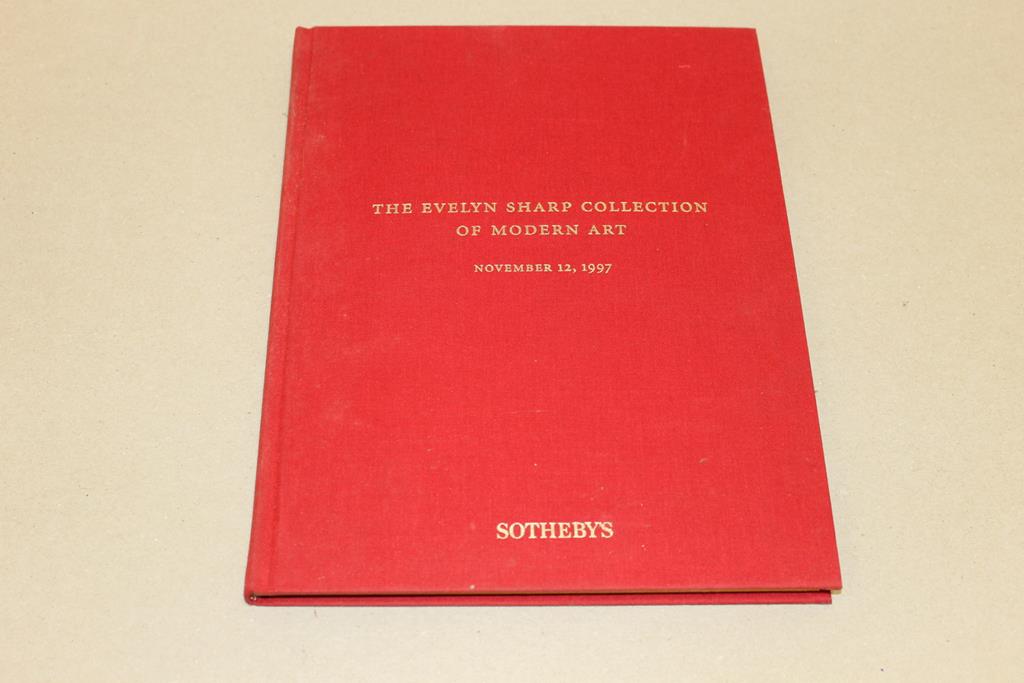 THE EVELYN SHARP COLLECTION
OF MODERN ART
NOVEMBER 12, 1997
SOTHEBY'S